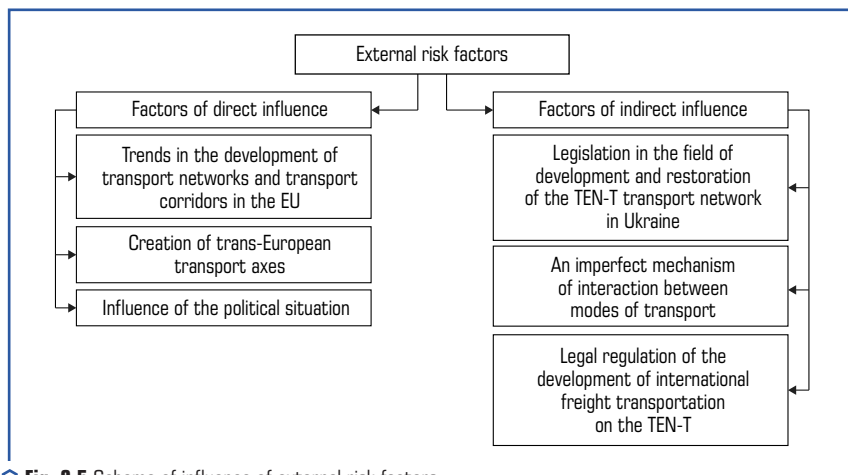 External risk factors
Factors of direct influence
Trends in the development of
transport networks and transport
corridors in the EU
Creation of trans-European
transport axes
Influence of the political situation
Factors of indirect influence
Legislation in the field of
development and restoration
of the TEN-T transport network
in Ukraine
An imperfect mechanism
of interaction between
modes of transport
Legal regulation of the
development of international
freight transportation
on the TEN-T
Scheme of influence of external risk factors